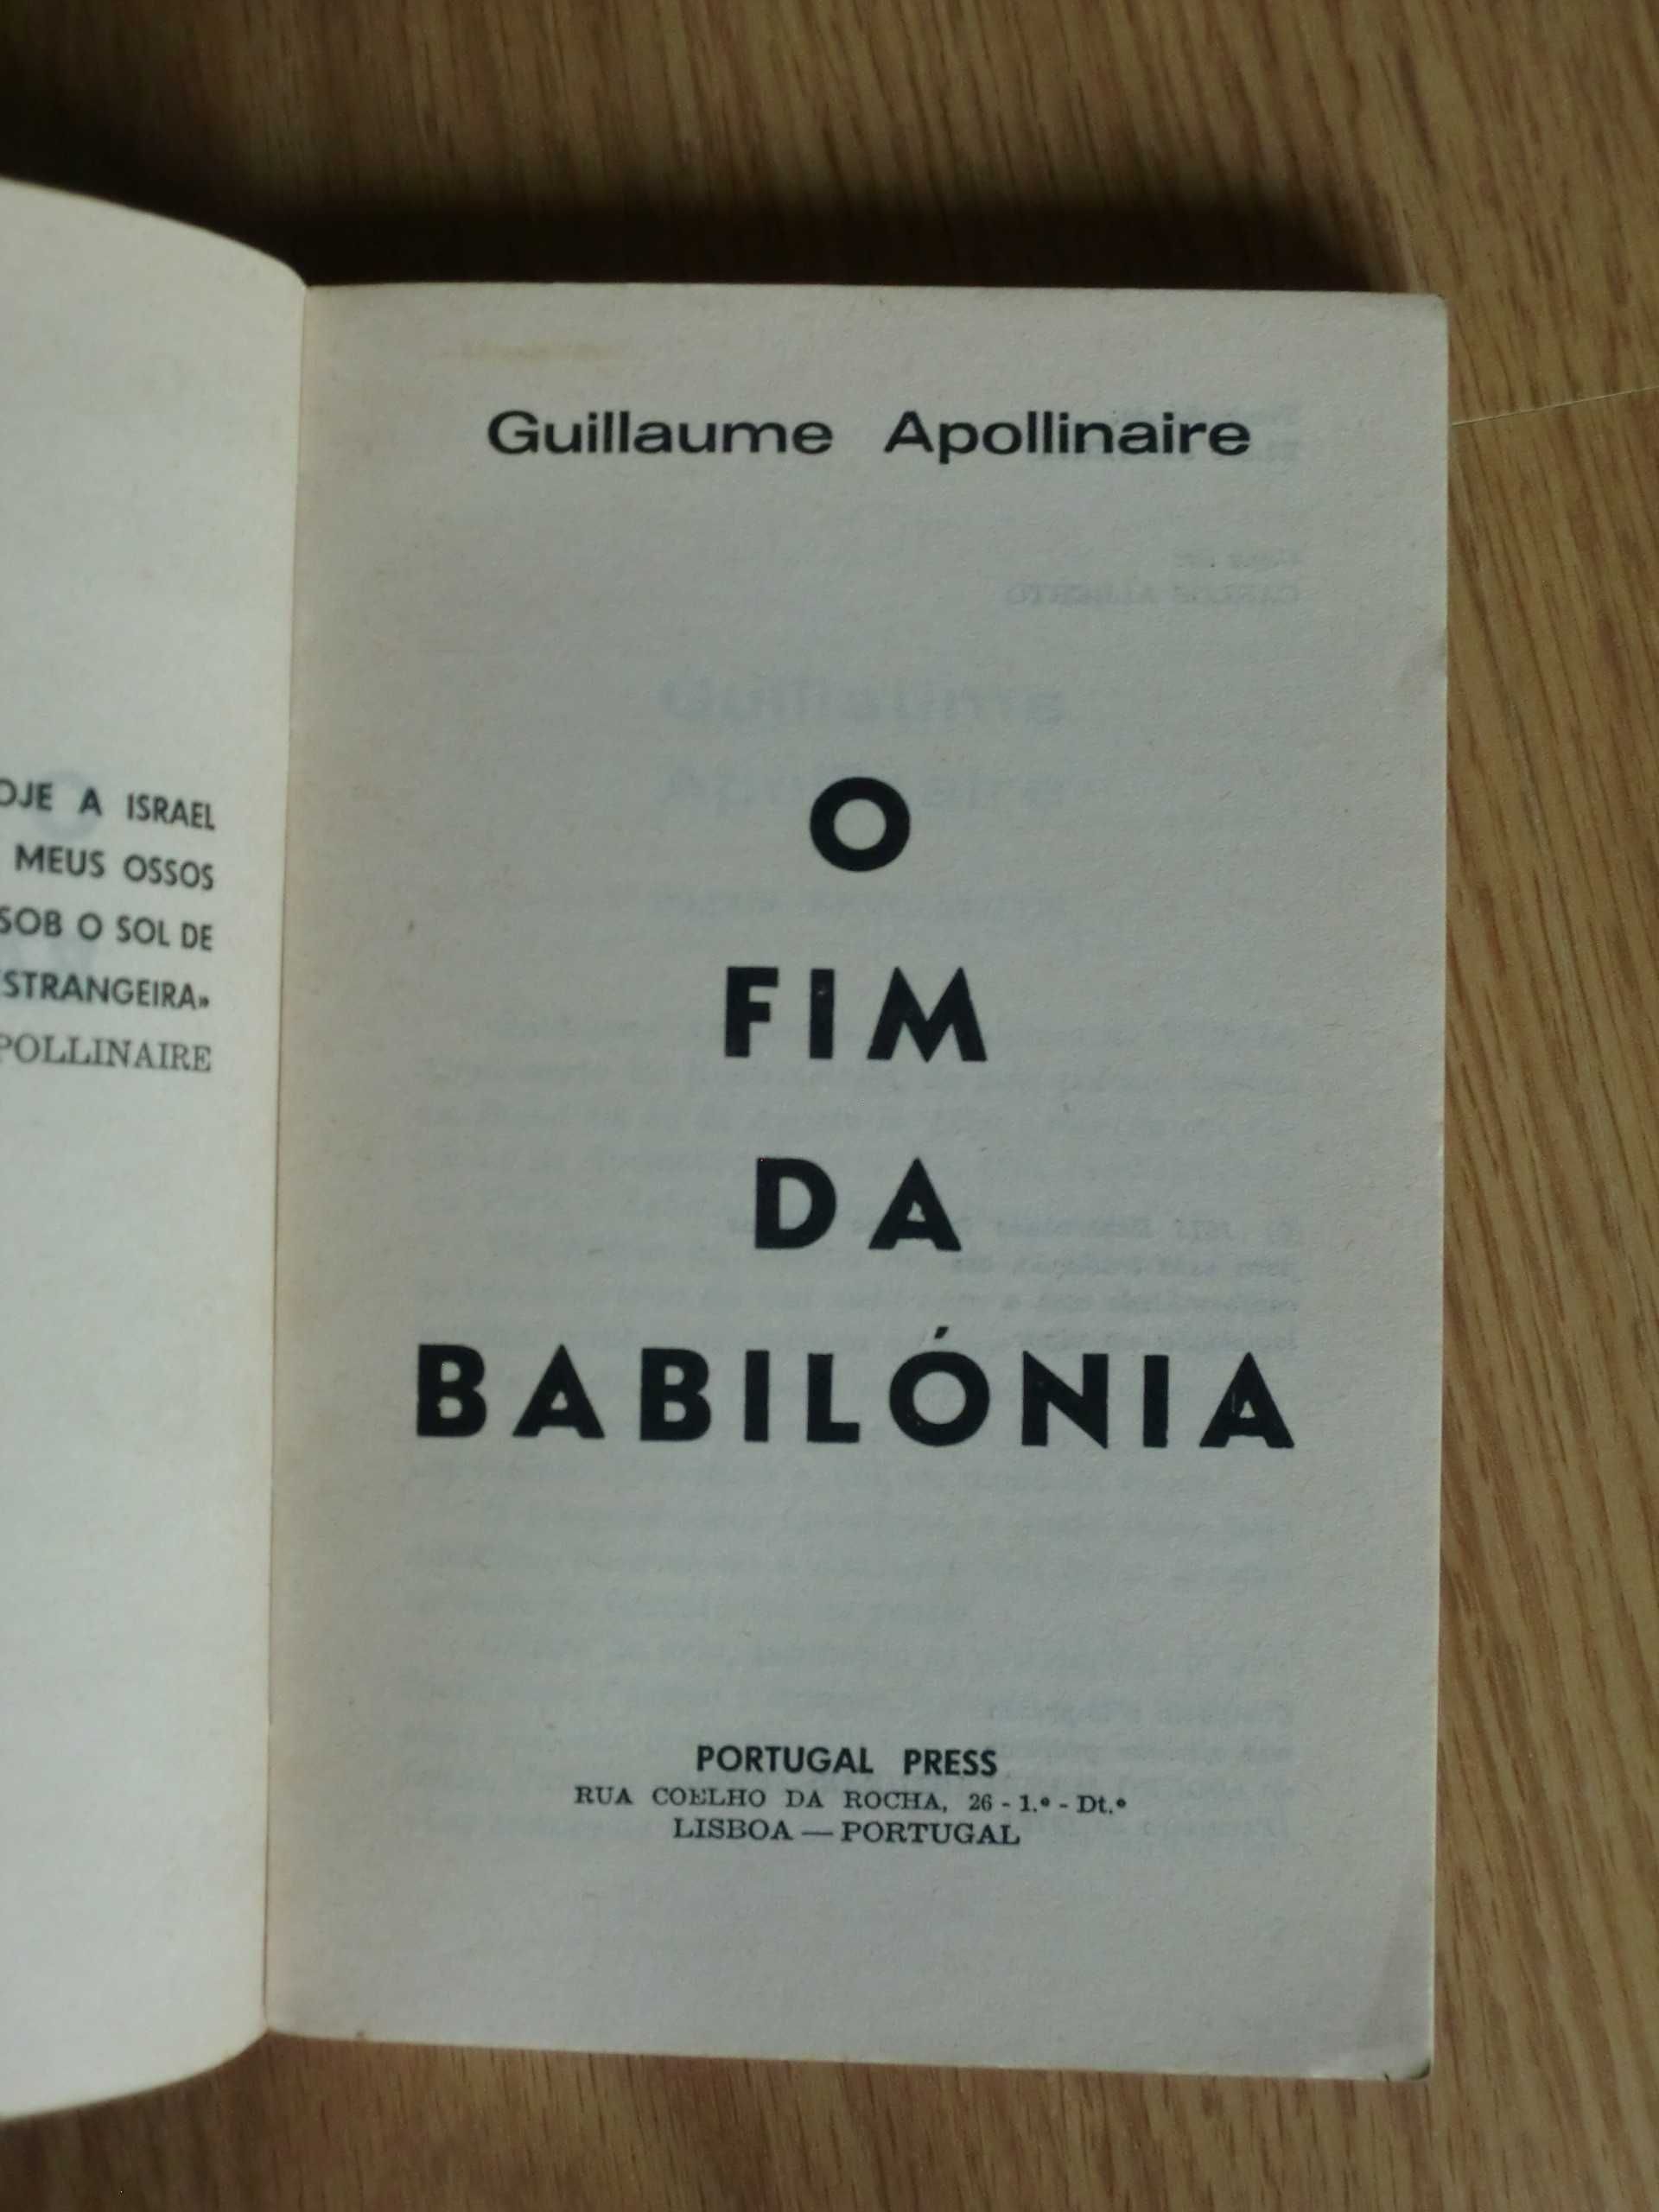 OJE A ISRAEL
MEUS OSSOS
SOB O SOL DE
STRANGEIRA»
POLLINAIRE
Guillaume Apollinaire
O
FIM
DA
BABILÓNIA
PORTUGAL PRESS
RUA COELHO DA ROCHA, 26 - 1.º - Dt.º
LISBOA — PORTUGAL